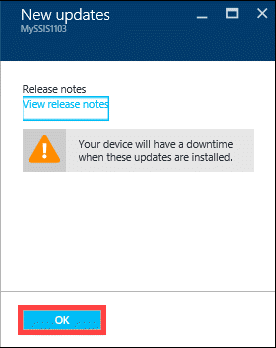 New updates
MySSIS1103
Release notes
View release notes
Your device will have a downtime
when these updates are installed.
OK